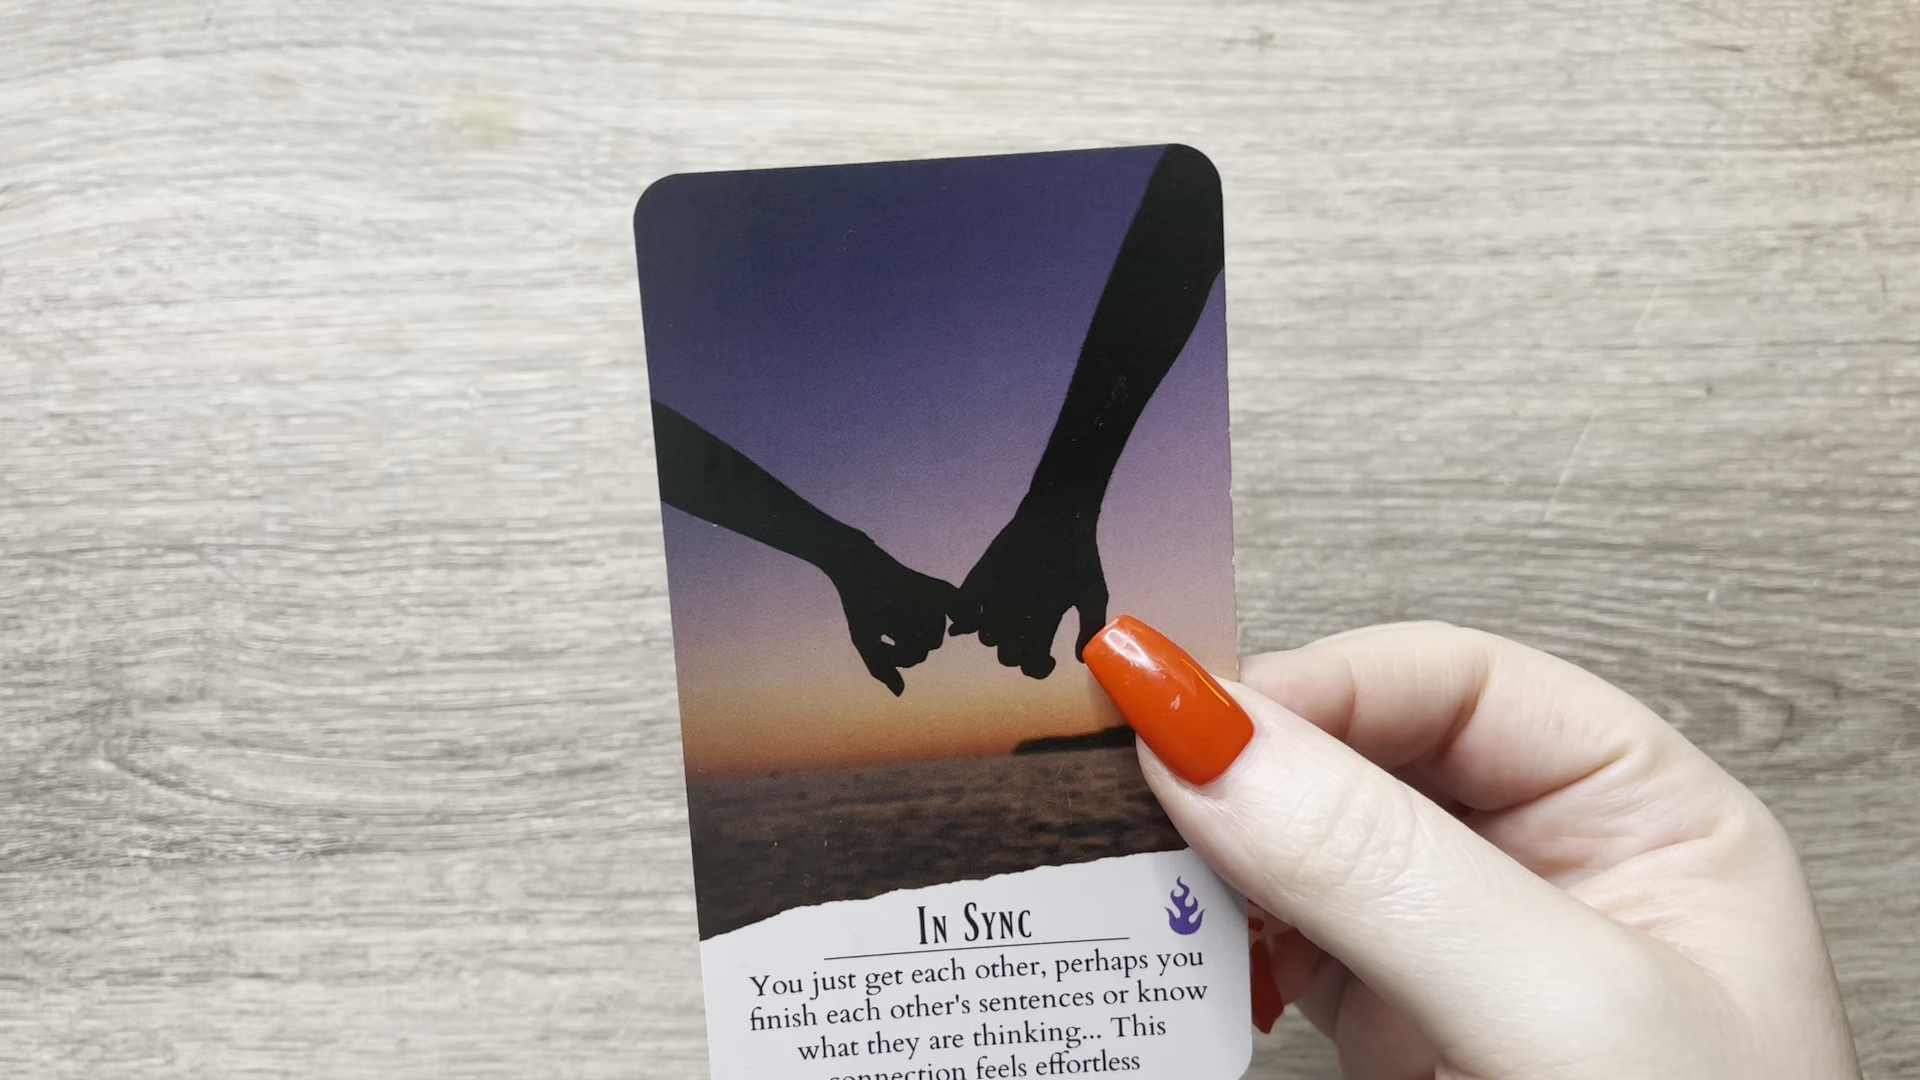 In Sync
You just get each other, perhaps you
finish each other's sentences or know
what they are thinking... This
connection feels effortless